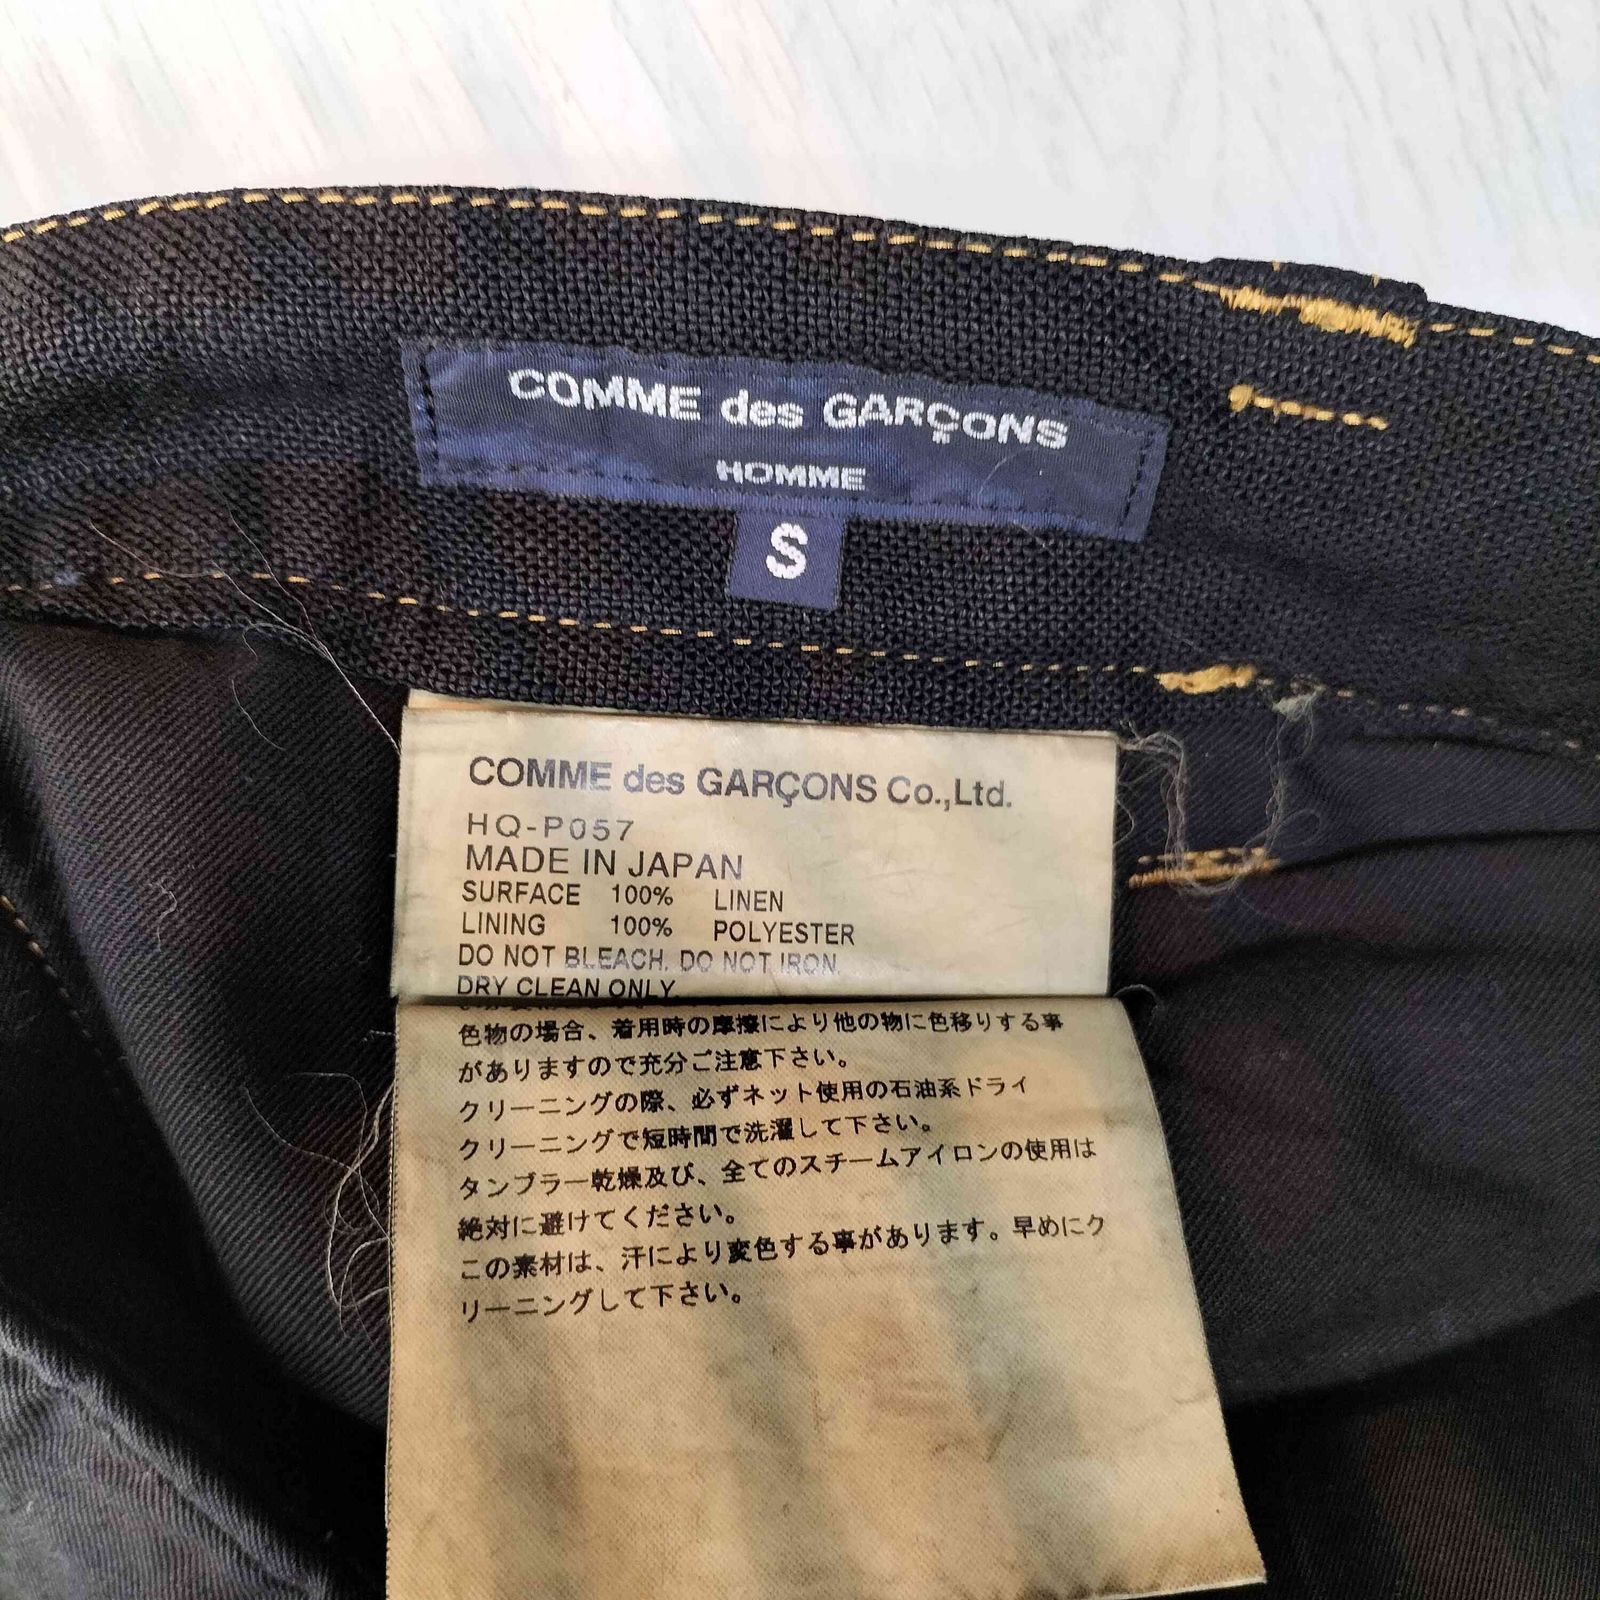 COMME des GARÇONS
HOMME
S
COMME des GARÇONS Co.,Ltd.
HQ-P057
MADE IN JAPAN
SURFACE 100% LINEN
LINING 100% POLYESTER
DO NOT BLEACH. DO NOT IRON.
DRY CLEAN ONLY.
色物の場合、着用時の摩擦により他の物に色移りする事
がありますので充分ご注意下さい。
クリーニングの際、必ずネット使用の石油系ドライ
クリーニングで短時間で洗濯して下さい。
タンブラー乾燥及び、全てのスチームアイロンの使用は
絶対に避けてください。
この素材は、汗により変色する事があります。早めにク
リーニングして下さい。